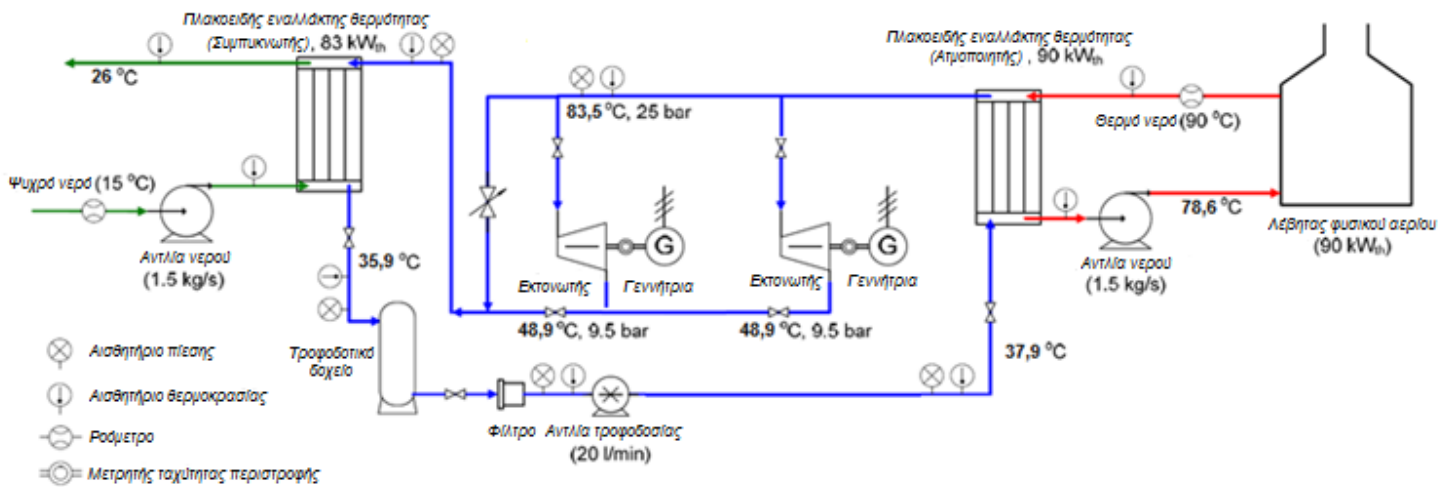 Πλακοειδής εναλλάκτης θερμότητας
(Συμπυκνωτής), 83 kWth
26 °C
Ψυχρό νερό (15 °C)
Αντλία νερού
(1.5 kg/s)
35,9 °C
83,5 °C, 25 bar
G
G
Εκτονωτής
Γεννήτρια
Εκτονωτής
Γεννήτρια
48,9 °C, 9.5 bar
48,9 °C, 9.5 bar
Πλακοειδής εναλλάκτης θερμότητας
(Ατμοποιητής) , 90 kWth
Θερμό νερό (90 °C)
78,6 °C
Αντλία νερού
(1.5 kg/s)
Λέβητας φυσικού αερίου
(90 kWth)
37,9 °C
Τροφοδοτικό
δοχείο
Φίλτρο
Αντλία τροφοδοσίας
(20 l/min)
Αισθητήριο πίεσης
Αισθητήριο θερμοκρασίας
Ροόμετρο
Μετρητής ταχύτητας περιστροφής